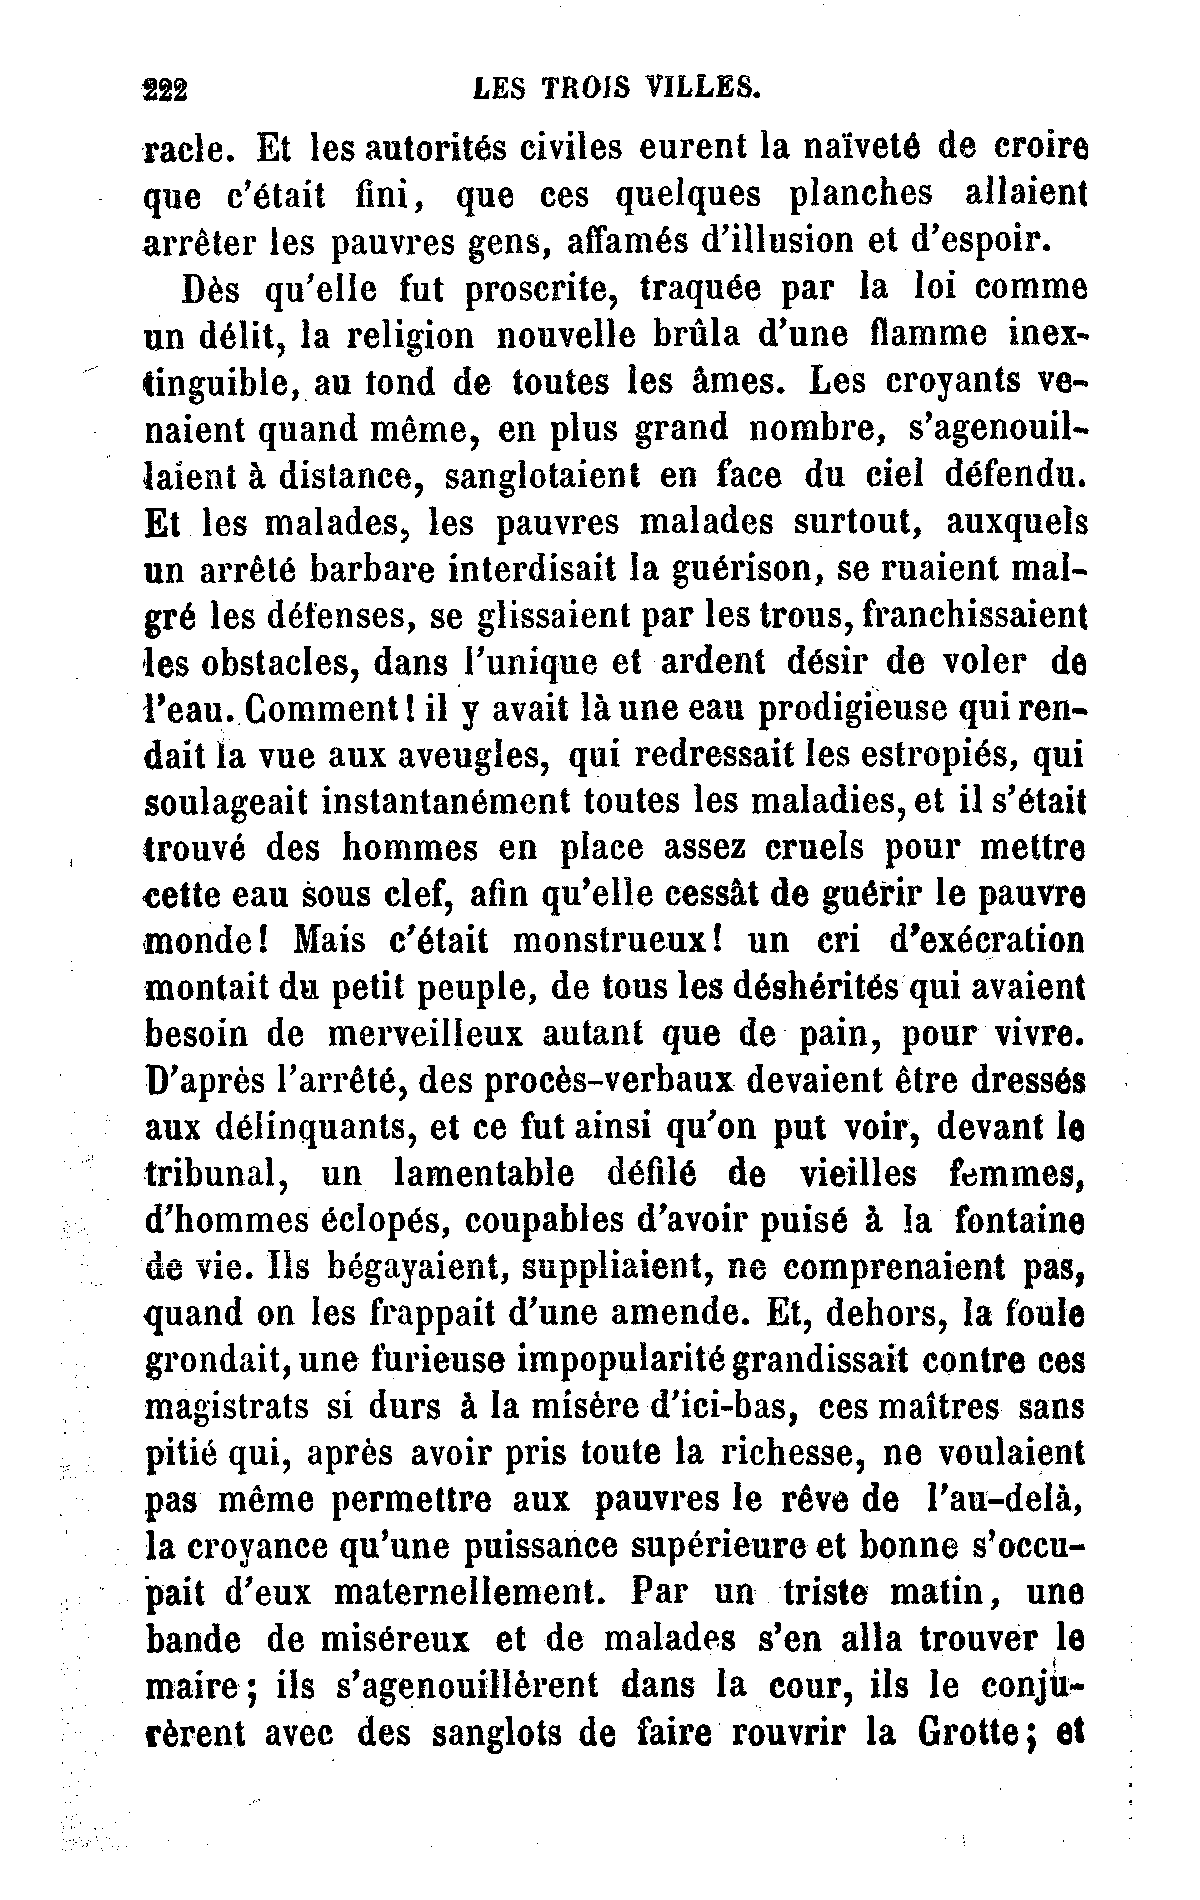 222 LES TROIS VILLES.
racle. Et les autorités civiles eurent la naïveté de croire
que c'était fini, que ces quelques planches allaient
arrêter les pauvres gens, affamés d'illusion et d'espoir.
Dès qu'elle fut proscrite, traquée par la loi comme
un délit, la religion nouvelle brûla d'une flamme inex-
tinguible, au fond de toutes les âmes. Les croyants ve-
naient quand même, en plus grand nombre, s'agenouil-
laient à distance, sanglotaient en face du ciel défendu.
Et les malades, les pauvres malades surtout, auxquels
un arrêté barbare interdisait la guérison, se ruaient mal-
gré les défenses, se glissaient par les trous, franchissaient
les obstacles, dans l'unique et ardent désir de voler de
l'eau. Comment! il y avait là une eau prodigieuse qui ren-
dait la vue aux aveugles, qui redressait les estropiés, qui
soulageait instantanément toutes les maladies, et il s'était
trouvé des hommes en place assez cruels pour mettre
cette eau sous clef, afin qu'elle cessât de guérir le pauvre
monde! Mais c'était monstrueux! un cri d'exécration
montait du petit peuple, de tous les déshérités qui avaient
besoin de merveilleux autant que de pain, pour vivre.
D'après l'arrêté, des procès-verbaux devaient être dressés
aux délinquants, et ce fut ainsi qu'on put voir, devant le
tribunal, un lamentable défilé de vieilles femmes,
d'hommes éclopés, coupables d'avoir puisé à la fontaine
de vie. Ils bégayaient, suppliaient, ne comprenaient pas,
quand on les frappait d'une amende. Et, dehors, la foule
grondait, une furieuse impopularité grandissait contre ces
magistrats si durs à la misère d'ici-bas, ces maîtres sans
pitié qui, après avoir pris toute la richesse, ne voulaient
pas même permettre aux pauvres le rêve de l'au-delà,
la croyance qu'une puissance supérieure et bonne s'occu-
pait d'eux maternellement. Par un triste matin, une
bande de miséreux et de malades s'en alla trouver le
maire; ils s'agenouillèrent dans la cour, ils le conju-
rèrent avec des sanglots de faire rouvrir la Grotte; et